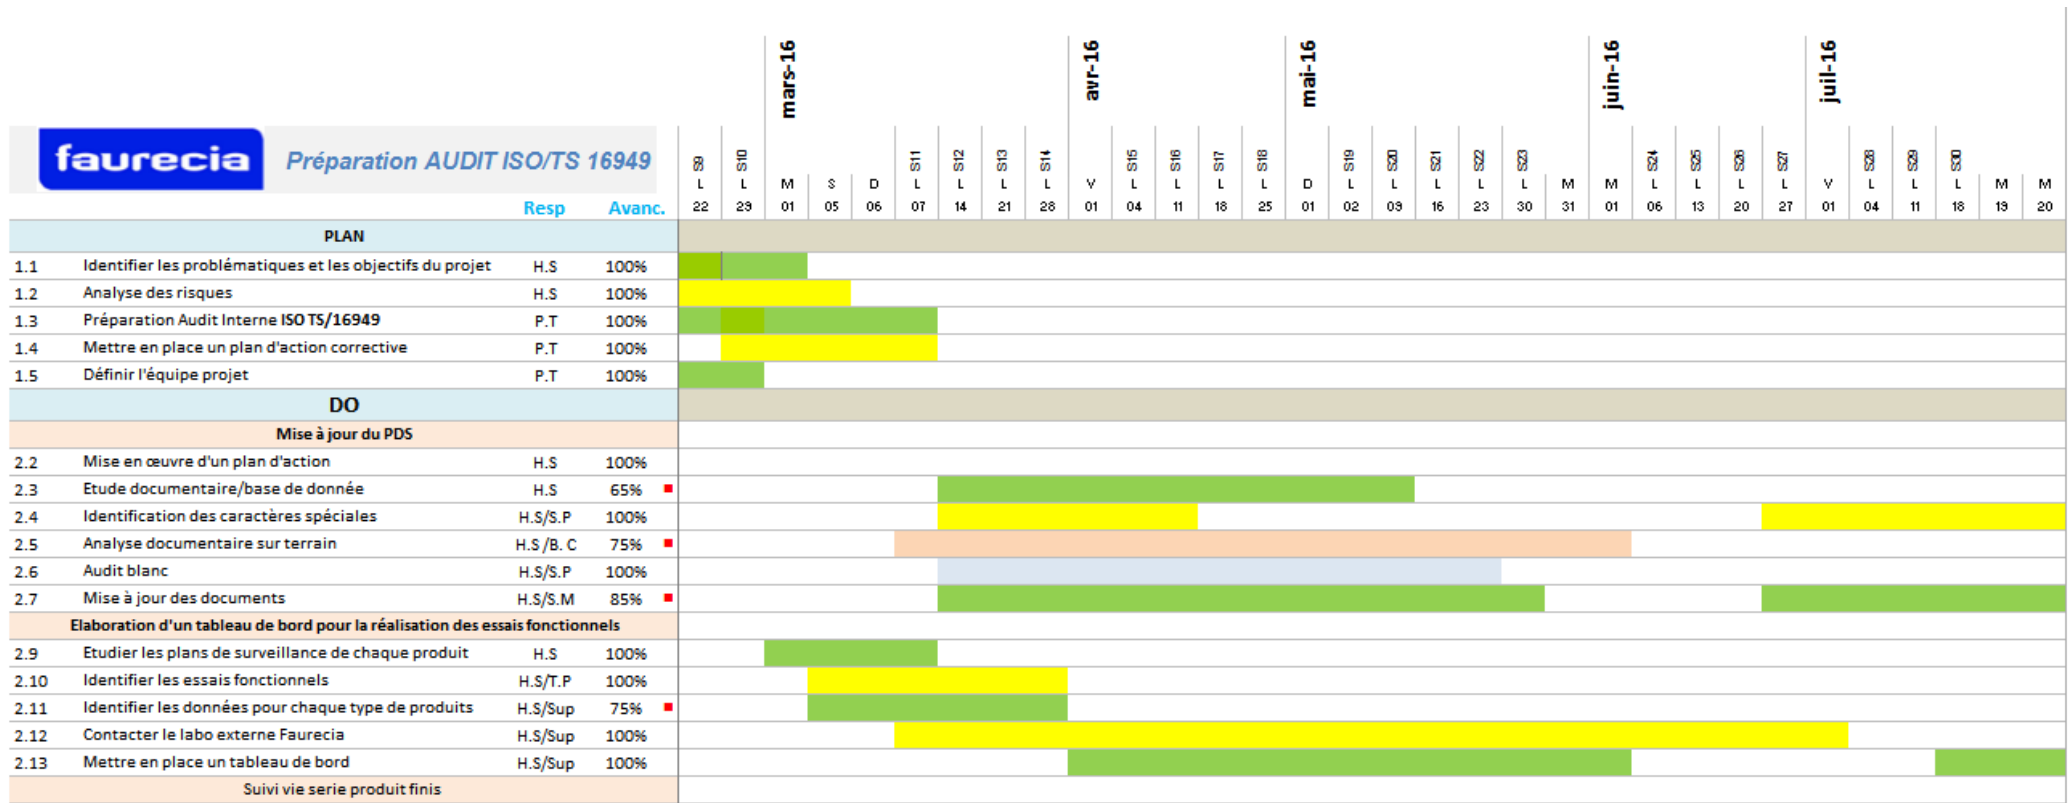 mars-16 avr-16 mai-16 juin-16 juil-16
faurecia Préparation AUDIT ISO/TS 16949
S9 S10 S11 S12 S13 S14 S15 S16 S17 S18 S19 S20 S21 S22 S23 S24 S25 S26 S27 S28 S29 S30
L L M S D L L L L V L L L L D L L L L L M M L L L L V L L L M M
Resp Avanc. 22 29 01 05 06 07 14 21 28 01 04 11 18 25 01 02 09 16 23 30 31 01 06 13 20 27 01 04 11 18 19 20
PLAN
1.1 Identifier les problématiques et les objectifs du projet H.S 100%
1.2 Analyse des risques H.S 100%
1.3 Préparation Audit Interne ISO TS/16949 P.T 100%
1.4 Mettre en place un plan d'action corrective P.T 100%
1.5 Définir l'équipe projet P.T 100%
DO
Mise à jour du PDS
2.2 Mise en œuvre d'un plan d'action H.S 100%
2.3 Etude documentaire/base de donnée H.S 65%
2.4 Identification des caractères spéciales H.S/S.P 100%
2.5 Analyse documentaire sur terrain H.S /B. C 75%
2.6 Audit blanc H.S/S.P 100%
2.7 Mise à jour des documents H.S/S.M 85%
Elaboration d'un tableau de bord pour la réalisation des essais fonctionnels
2.9 Etudier les plans de surveillance de chaque produit H.S 100%
2.10 Identifier les essais fonctionnels H.S/T.P 100%
2.11 Identifier les données pour chaque type de produits H.S/Sup 75%
2.12 Contacter le labo externe Faurecia H.S/Sup 100%
2.13 Mettre en place un tableau de bord H.S/Sup 100%
Suivi vie serie produit finis